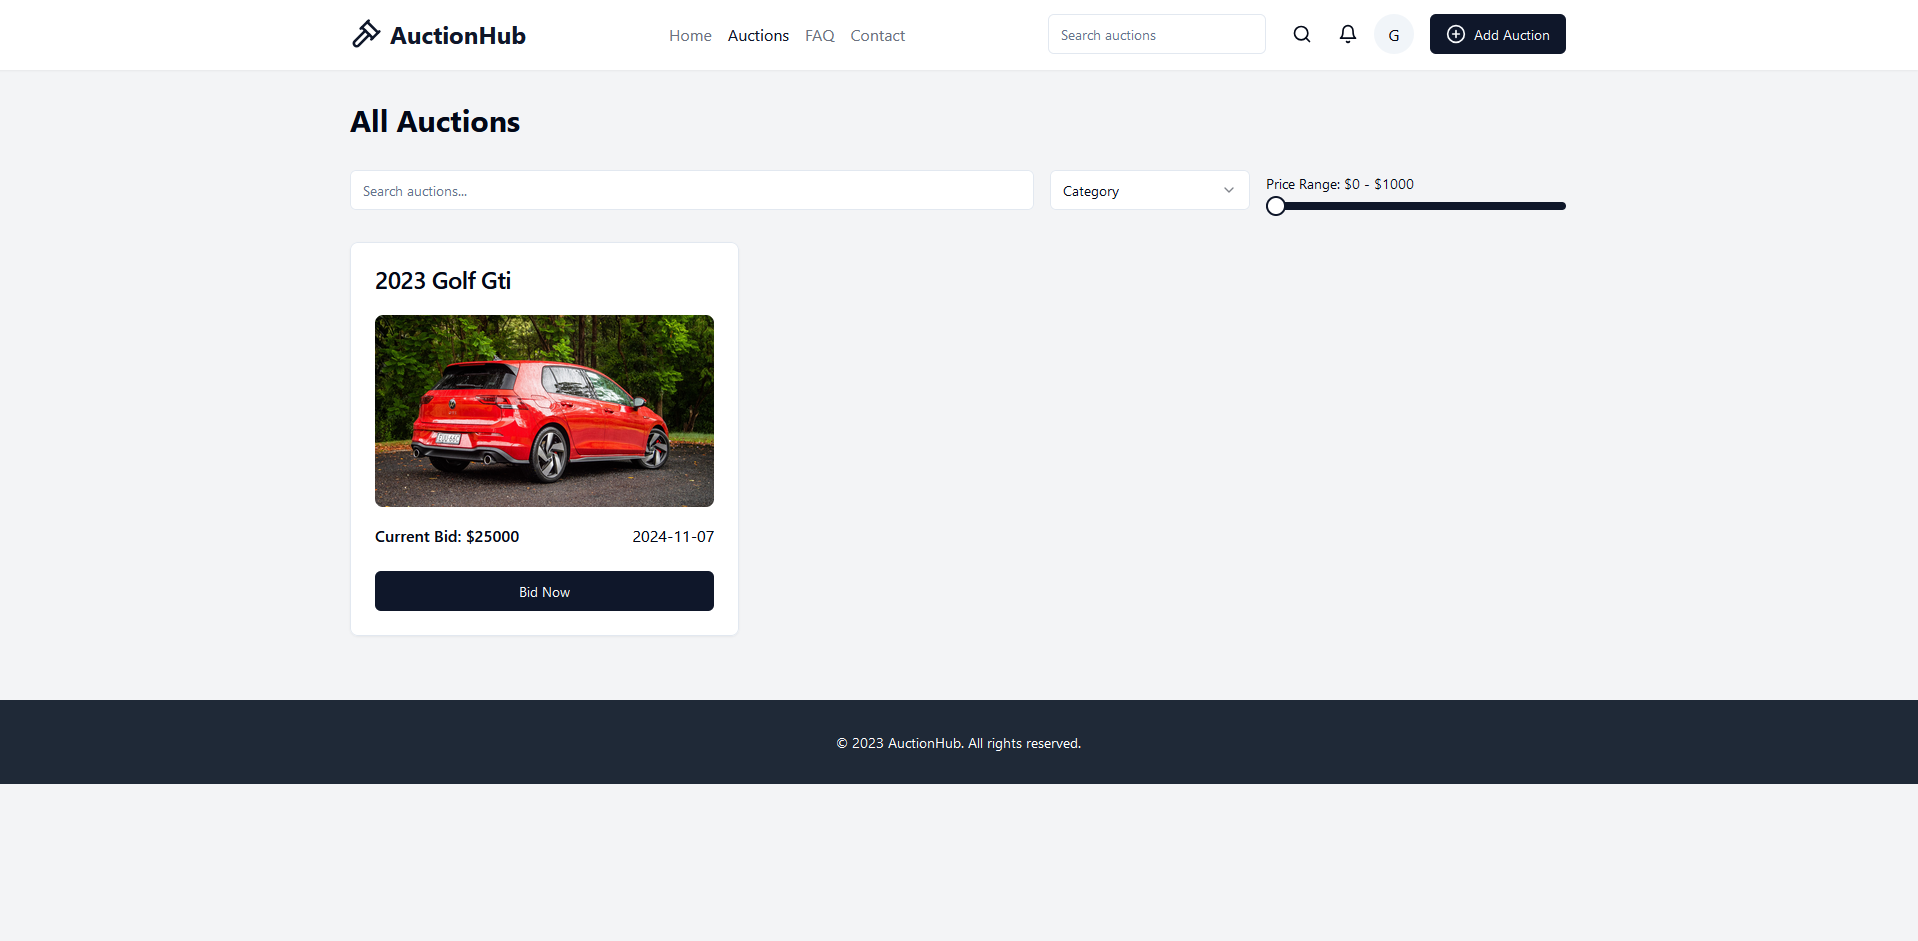 AuctionHub
Home Auctions FAQ Contact
Search auctions
G
Add Auction
All Auctions
Search auctions...
Category
Price Range: $0 - $1000
2023 Golf Gti
Current Bid: $25000
2024-11-07
Bid Now
© 2023 AuctionHub. All rights reserved.